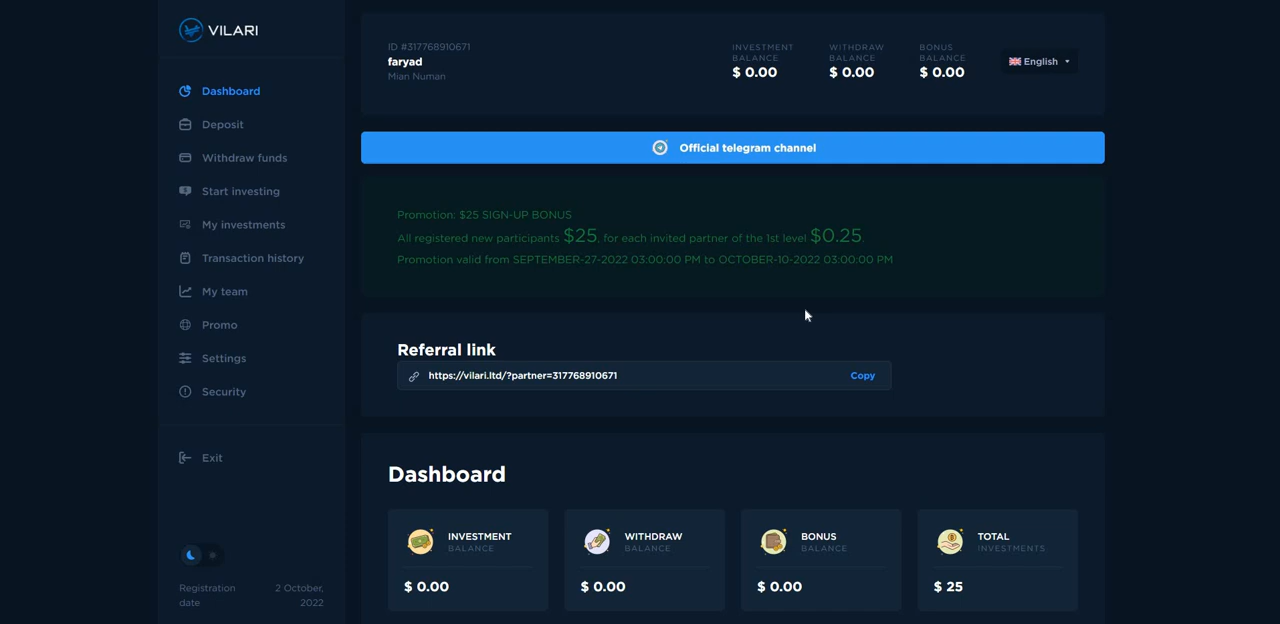 VILARI
Dashboard
Deposit
Withdraw funds
Start investing
My investments
Transaction history
My team
Promo
Settings
Security
Exit
Registration date
2 October, 2022
ID #317768910671
faryad
Mian Numan
INVESTMENT BALANCE
$ 0.00
WITHDRAW BALANCE
$ 0.00
BONUS BALANCE
$ 0.00
English
Official telegram channel
Promotion: $25 SIGN-UP BONUS
All registered new participants $25, for each invited partner of the 1st level $0.25.
Promotion valid from SEPTEMBER-27-2022 03:00:00 PM to OCTOBER-10-2022 03:00:00 PM
Referral link
https://vilari.ltd/?partner=317768910671
Copy
Dashboard
INVESTMENT
BALANCE
$ 0.00
WITHDRAW
BALANCE
$ 0.00
BONUS
BALANCE
$ 0.00
TOTAL
INVESTMENTS
$ 25